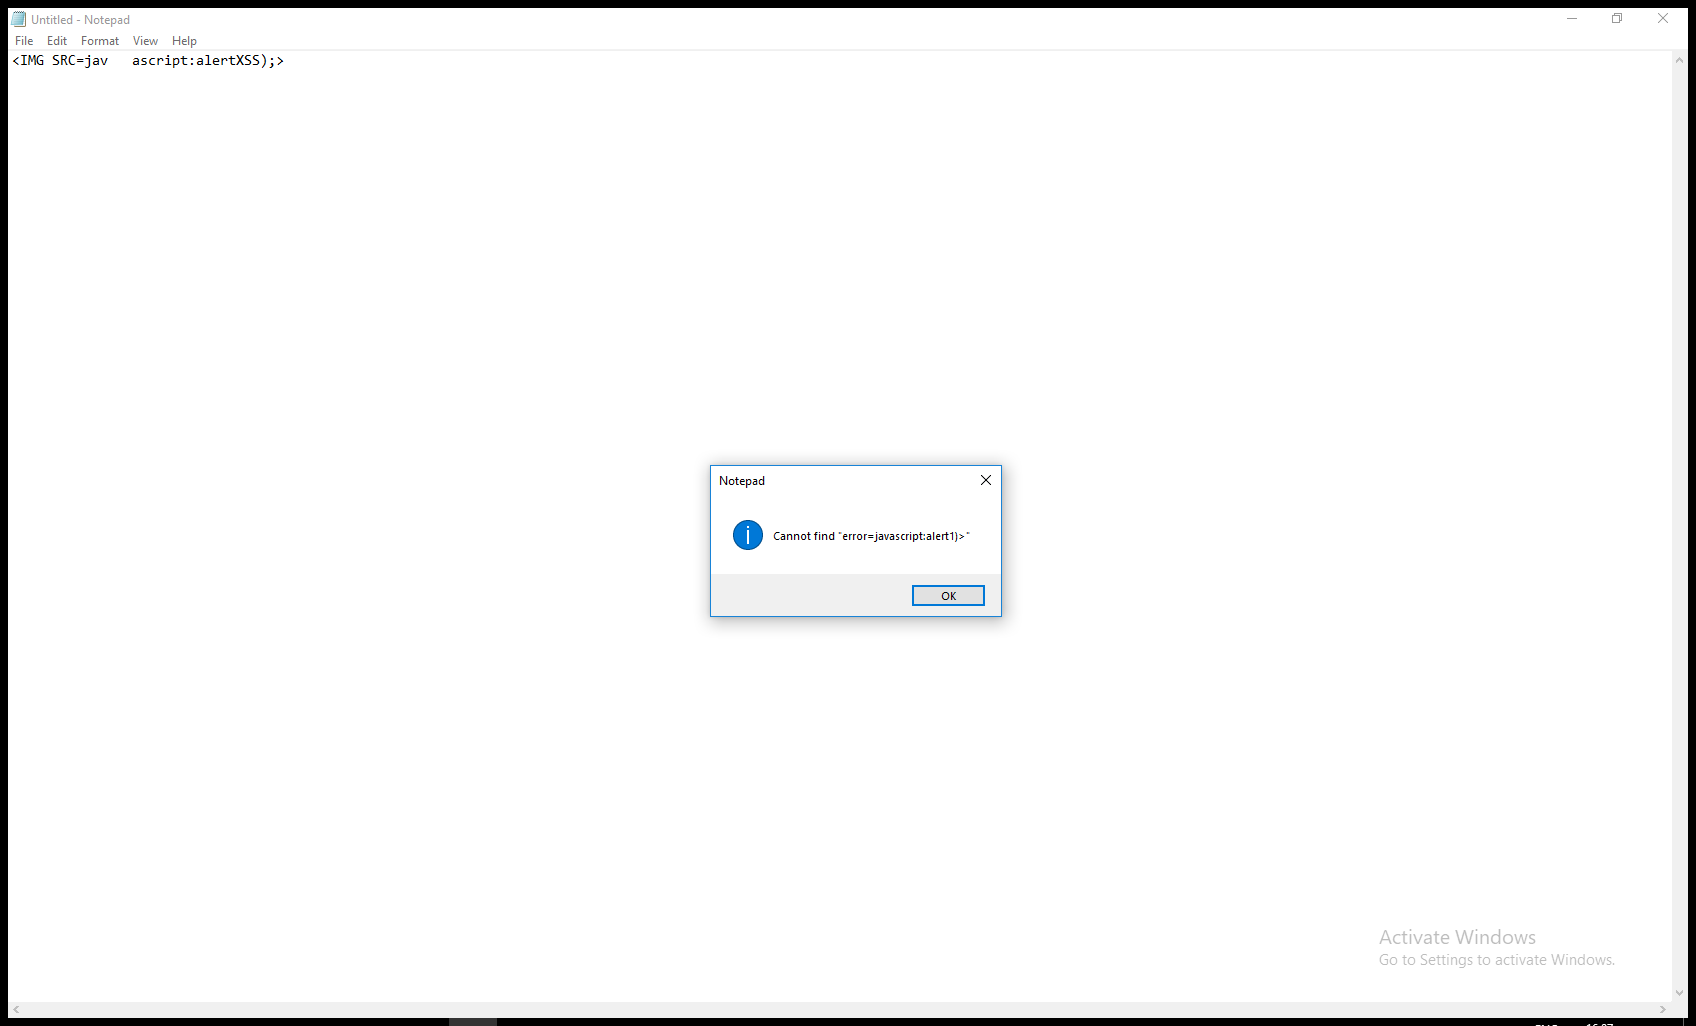 Untitled - Notepad
File Edit Format View Help
<IMG SRC=jav   ascript:alertXSS);>
Notepad
Cannot find "error=javascript:alert1)>"
OK
Activate Windows
Go to Settings to activate Windows.